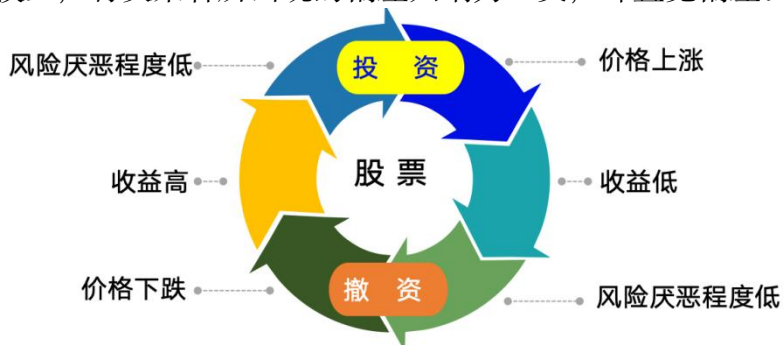 投 资
风险厌恶程度低
价格上涨
股 票
收益高
收益低
价格下跌
撤 资
风险厌恶程度低